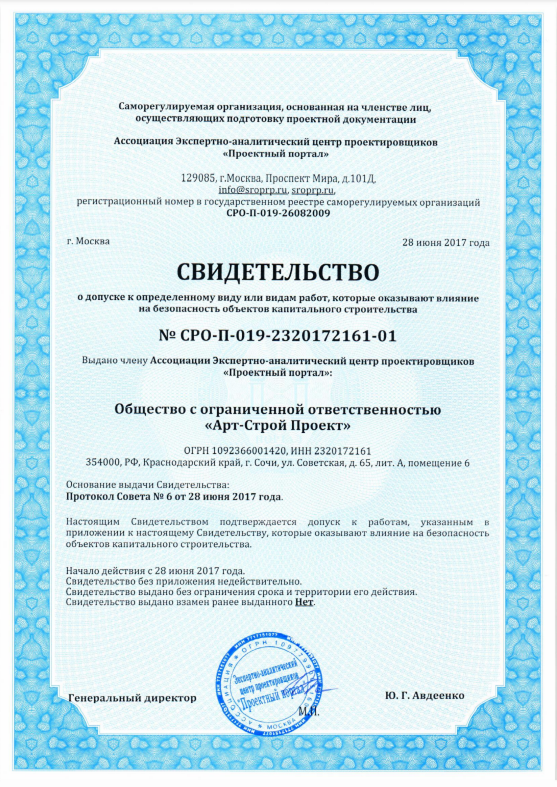 Саморегулируемая организация, основанная на членстве лиц,
осуществляющих подготовку проектной документации
Ассоциация Экспертно-аналитический центр проектировщиков
«Проектный портал»
129085, г.Москва, Проспект Мира, д.101Д,
info@sroprp.ru, sroprp.ru,
регистрационный номер в государственном реестре саморегулируемых организаций
СРО-П-019-26082009
г. Москва
28 июня 2017 года
СВИДЕТЕЛЬСТВО
о допуске к определенному виду или видам работ, которые оказывают влияние
на безопасность объектов капитального строительства
№ СРО-П-019-2320172161-01
Выдано члену Ассоциации Экспертно-аналитический центр проектировщиков
«Проектный портал»:
Общество с ограниченной ответственностью
«Арт-Строй Проект»
ОГРН 1092366001420, ИНН 2320172161
354000, РФ, Краснодарский край, г. Сочи, ул. Советская, д. 65, лит. А, помещение 6
Основание выдачи Свидетельства:
Протокол Совета № 6 от 28 июня 2017 года.
Настоящим Свидетельством подтверждается допуск к работам, указанным в
приложении к настоящему Свидетельству, которые оказывают влияние на безопасность
объектов капитального строительства.
Начало действия с 28 июня 2017 года.
Свидетельство без приложения недействительно.
Свидетельство выдано без ограничения срока и территории его действия.
Свидетельство выдано взамен ранее выданного Нет.
Генеральный директор
АССОЦИАЦИЯ
ОГРН
Экспертно-аналитический
центр проектировщиков
"Проектный портал"
МОСКВА
М.П.
Ю. Г. Авдеенко